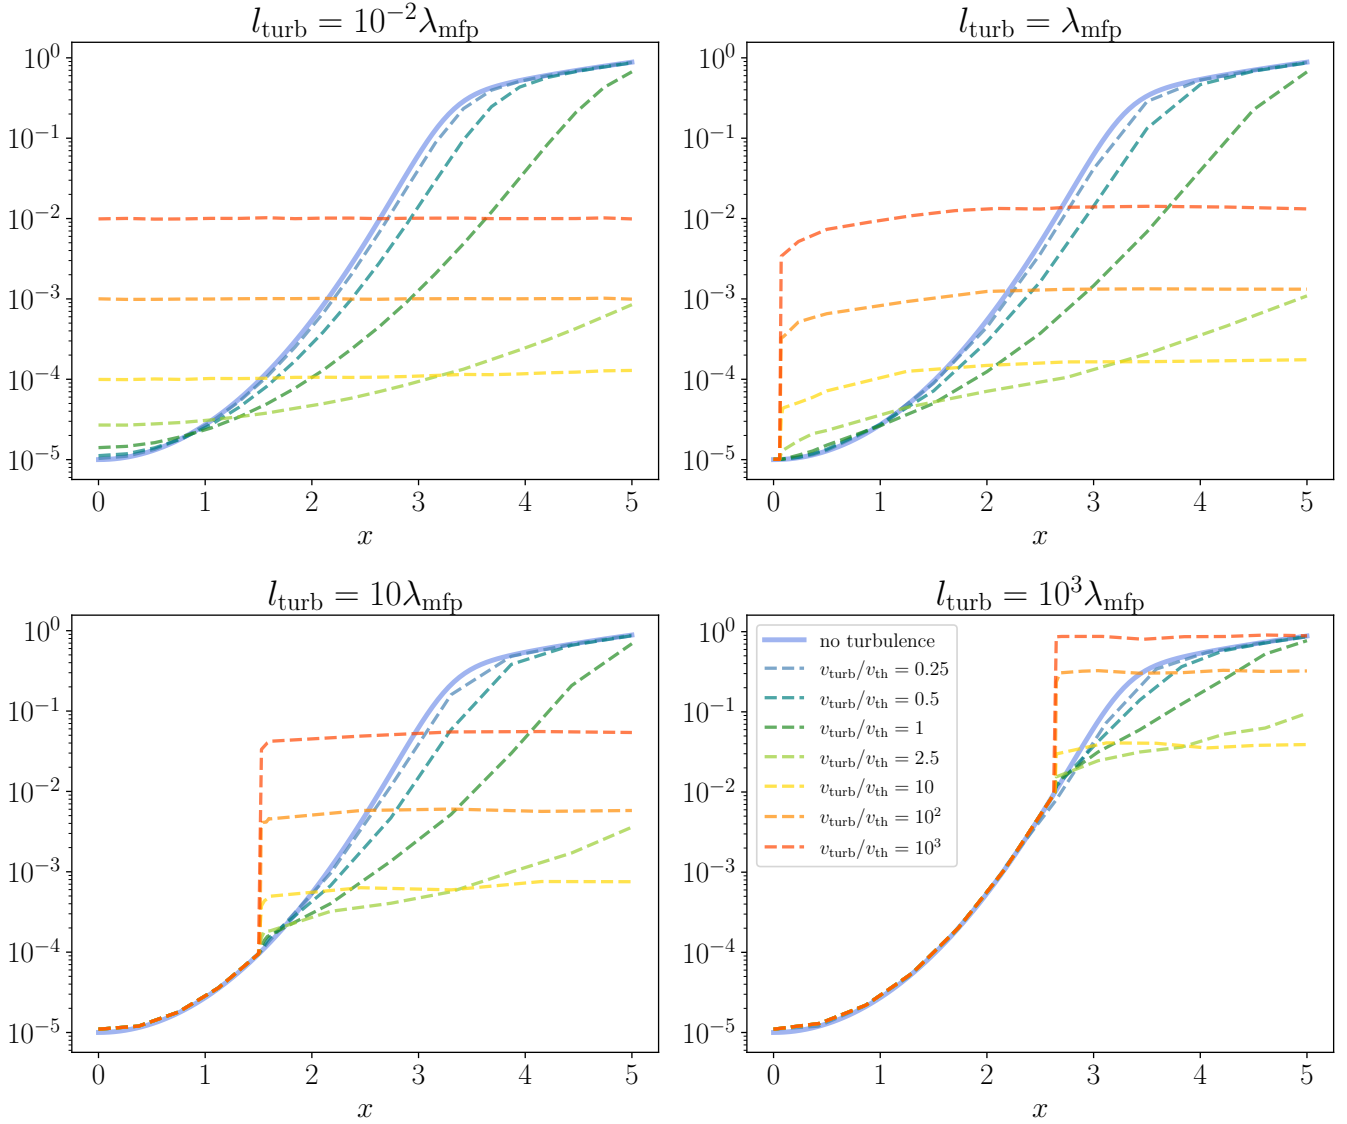 l_turb = 10^−2 λ_mfp
10^0
10^−1
10^−2
10^−3
10^−4
10^−5
0 1 2 3 4 5
x
l_turb = λ_mfp
10^0
10^−1
10^−2
10^−3
10^−4
10^−5
0 1 2 3 4 5
x
l_turb = 10λ_mfp
10^0
10^−1
10^−2
10^−3
10^−4
10^−5
0 1 2 3 4 5
x
l_turb = 10^3 λ_mfp
10^0
10^−1
10^−2
10^−3
10^−4
10^−5
no turbulence
v_turb/v_th = 0.25
v_turb/v_th = 0.5
v_turb/v_th = 1
v_turb/v_th = 2.5
v_turb/v_th = 10
v_turb/v_th = 10^2
v_turb/v_th = 10^3
0 1 2 3 4 5
x